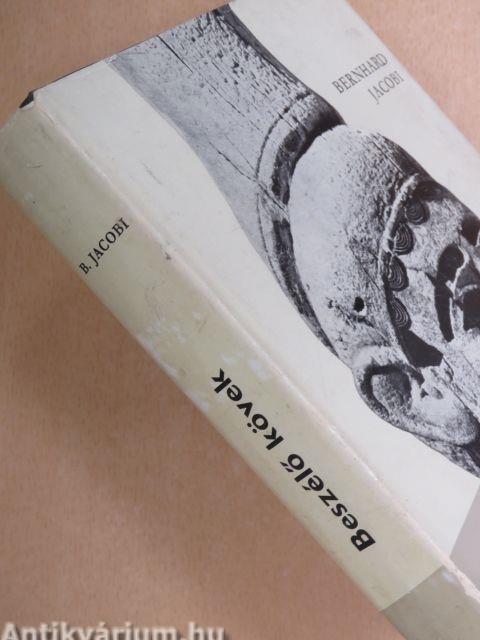 BERNHARD
JACOBI
B. JACOBI
Beszélő kövek
Antikvárium.hu